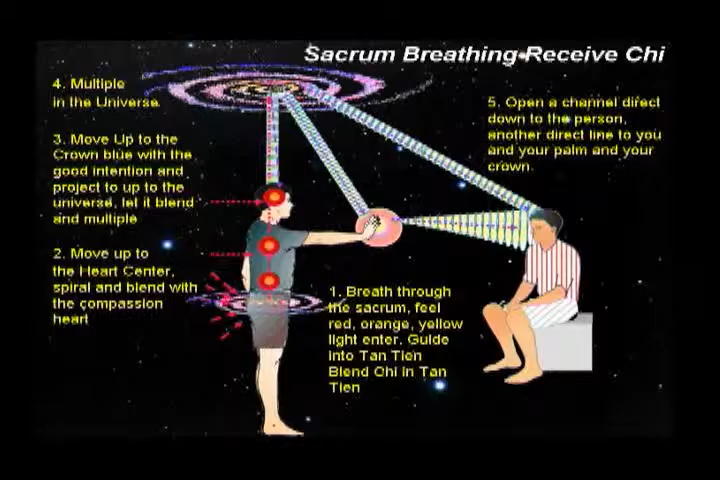 Sacrum Breathing-Receive Chi
4. Multiple
in the Universe.
3. Move Up to the
Crown blue with the
good intention and
project to up to the
universe, let it blend
and multiple
2. Move up to
the Heart Center,
spiral and blend with
the compassion
heart
1. Breath through
the sacrum, feel
red, orange, yellow
light enter. Guide
into Tan Tien
Blend Chi in Tan
Tien
5. Open a channel direct
down to the person,
another direct line to you
and your palm and your
crown.